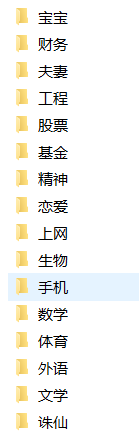 宝宝
财务
夫妻
工程
股票
基金
精神
恋爱
上网
生物
手机
数学
体育
外语
文学
诛仙